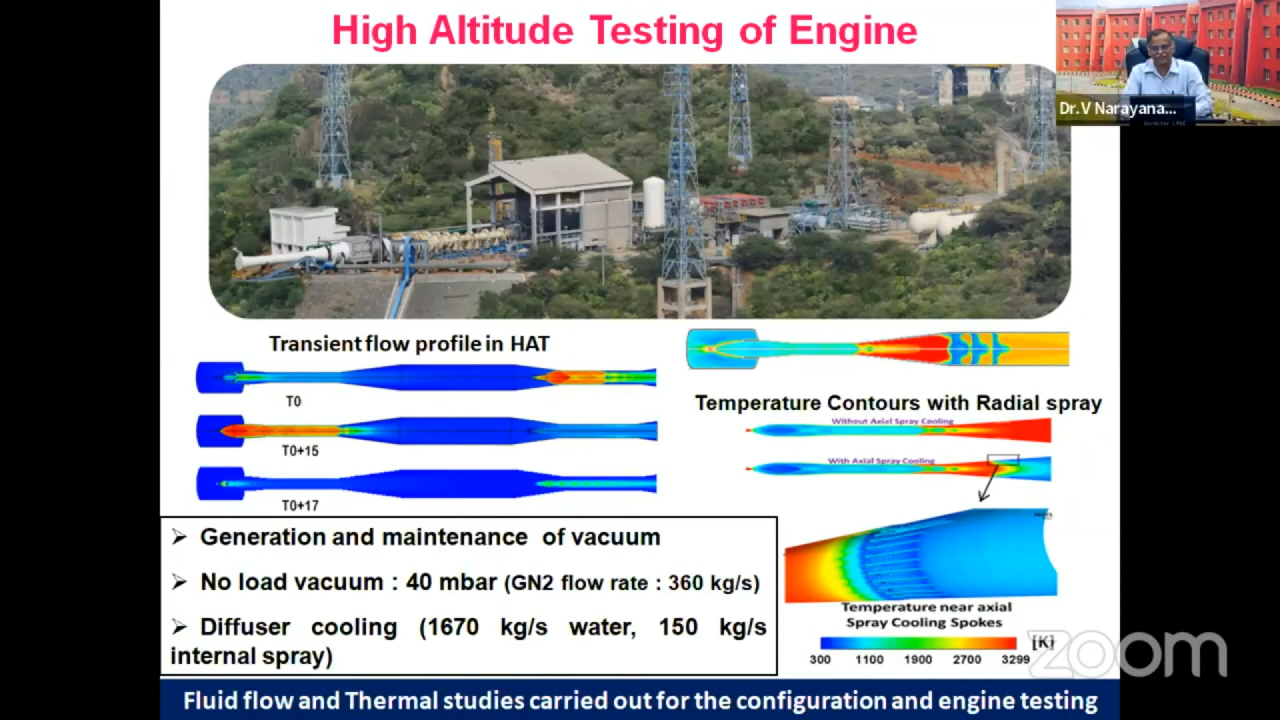 High Altitude Testing of Engine
Dr.V Narayana...
Transient flow profile in HAT
T0
T0+15
T0+17
Temperature Contours with Radial spray
Without Axial Spray Cooling
With Axial Spray Cooling
Temperature near axial
Spray Cooling Spokes
[K]
300 1100 1900 2700 3299
➢ Generation and maintenance of vacuum
➢ No load vacuum : 40 mbar (GN2 flow rate : 360 kg/s)
➢ Diffuser cooling (1670 kg/s water, 150 kg/s
internal spray)
Fluid flow and Thermal studies carried out for the configuration and engine testing
zoom